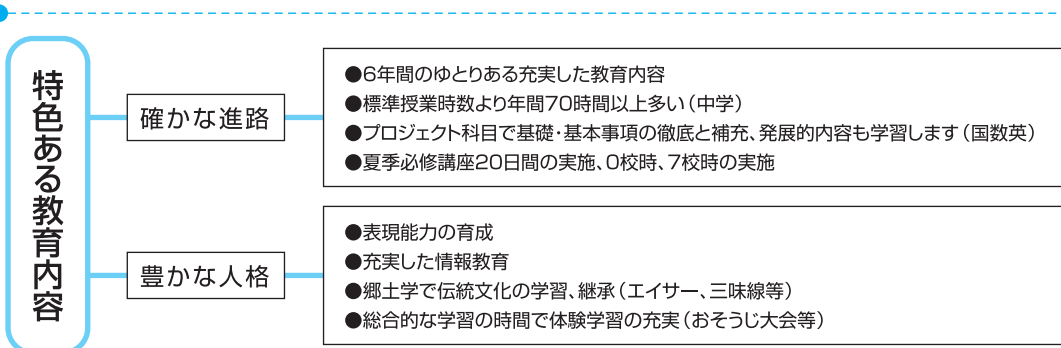 特色ある教育内容
確かな進路
●6年間のゆとりある充実した教育内容
●標準授業時数より年間70時間以上多い(中学)
●プロジェクト科目で基礎・基本事項の徹底と補充、発展的内容も学習します(国数英)
●夏季必修講座20日間の実施、0校時、7校時の実施
豊かな人格
●表現能力の育成
●充実した情報教育
●郷土学で伝統文化の学習、継承(エイサー、三味線等)
●総合的な学習の時間で体験学習の充実(おそうじ大会等)